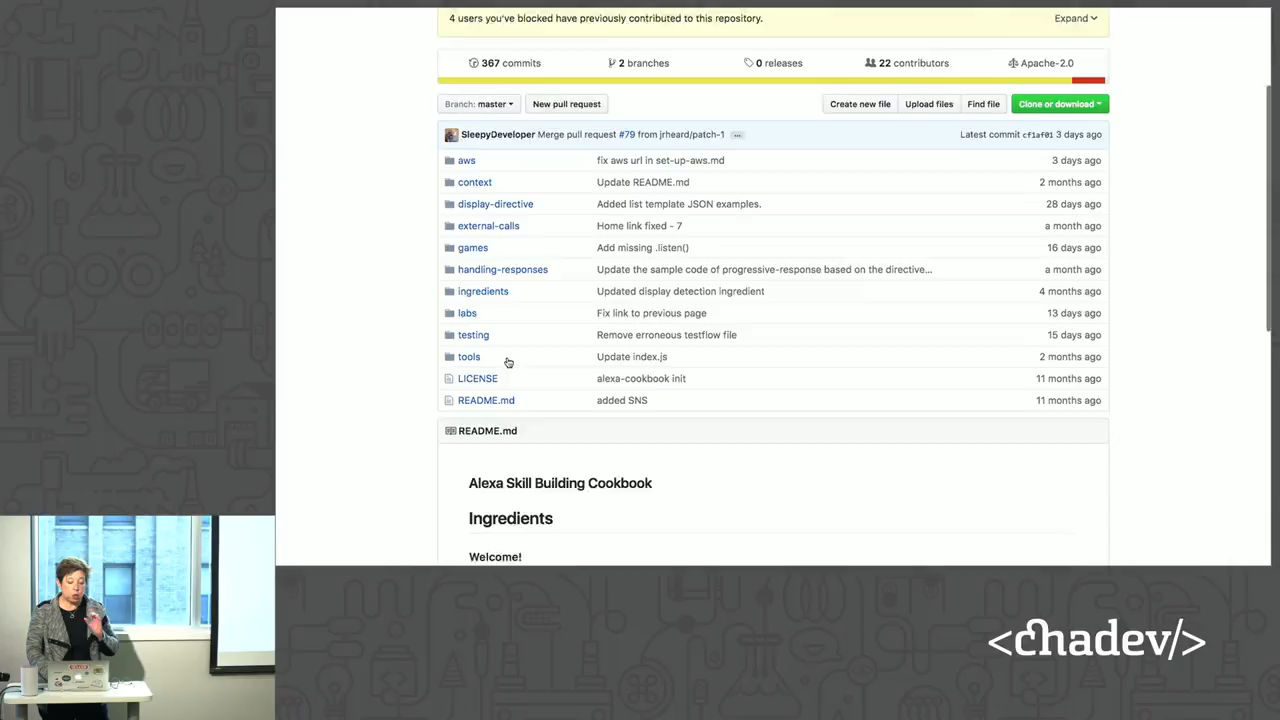 4 users you've blocked have previously contributed to this repository.
Expand
367 commits
2 branches
0 releases
22 contributors
Apache-2.0
Branch: master
New pull request
Create new file
Upload files
Find file
Clone or download
SleepyDeveloper Merge pull request #79 from jrheard/patch-1 ...
Latest commit cf1af01 3 days ago
aws fix aws url in set-up-aws.md 3 days ago
context Update README.md 2 months ago
display-directive Added list template JSON examples. 28 days ago
external-calls Home link fixed - 7 a month ago
games Add missing .listen() 16 days ago
handling-responses Update the sample code of progressive-response based on the directive... a month ago
ingredients Updated display detection ingredient 4 months ago
labs Fix link to previous page 13 days ago
testing Remove erroneous testflow file 15 days ago
tools Update index.js 2 months ago
LICENSE alexa-cookbook init 11 months ago
README.md added SNS 11 months ago
README.md
Alexa Skill Building Cookbook
Ingredients
Welcome!
<chadev/>